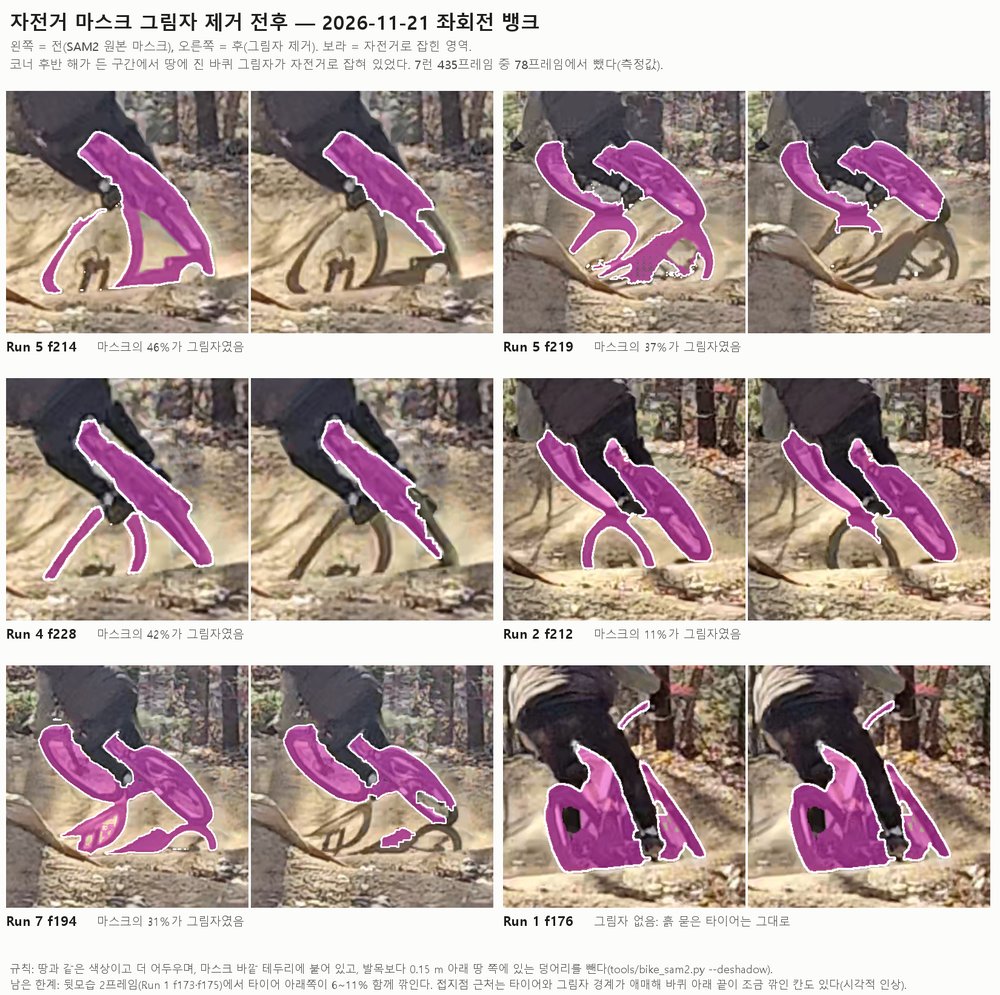 자전거 마스크 그림자 제거 전후 — 2026-11-21 좌회전 뱅크
왼쪽 = 전(SAM2 원본 마스크), 오른쪽 = 후(그림자 제거). 보라 = 자전거로 잡힌 영역.
코너 후반 해가 든 구간에서 땅에 진 바퀴 그림자가 자전거로 잡혀 있었다. 7런 435프레임 중 78프레임에서 뺐다(측정값).
Run 5 f214 마스크의 46%가 그림자였음
Run 5 f219 마스크의 37%가 그림자였음
Run 4 f228 마스크의 42%가 그림자였음
Run 2 f212 마스크의 11%가 그림자였음
Run 7 f194 마스크의 31%가 그림자였음
Run 1 f176 그림자 없음: 흙 묻은 타이어는 그대로
규칙: 땅과 같은 색상이고 더 어두우며, 마스크 바깥 테두리에 붙어 있고, 발목보다 0.15 m 아래 땅 쪽에 있는 덩어리를 뺀다(tools/bike_sam2.py --deshadow).
남은 한계: 뒷모습 2프레임(Run 1 f173·f175)에서 타이어 아래쪽이 6~11% 함께 깎인다. 접지점 근처는 타이어와 그림자 경계가 애매해 바퀴 아래 끝이 조금 깎인 칸도 있다(시각적 인상).